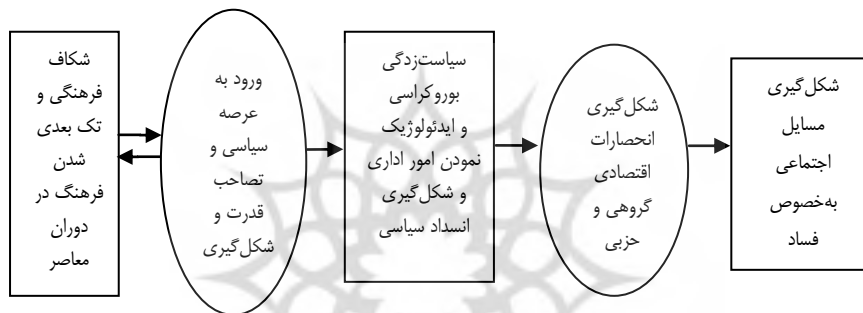 شکاف
فرهنگی و
تک بعدی
شدن
فرهنگ در
دوران
معاصر
ورود به
عرصه
سیاسی و
تصاحب
قدرت و
شکل‌گیری
سیاست‌زدگی
بوروکراسی
و ایدئولوژیک
نمودن امور اداری
و شکل‌گیری
انسداد سیاسی
شکل‌گیری
انحصارات
اقتصادی
گروهی و
حزبی
شکل‌گیری
مسایل
اجتماعی
به‌خصوص
فساد